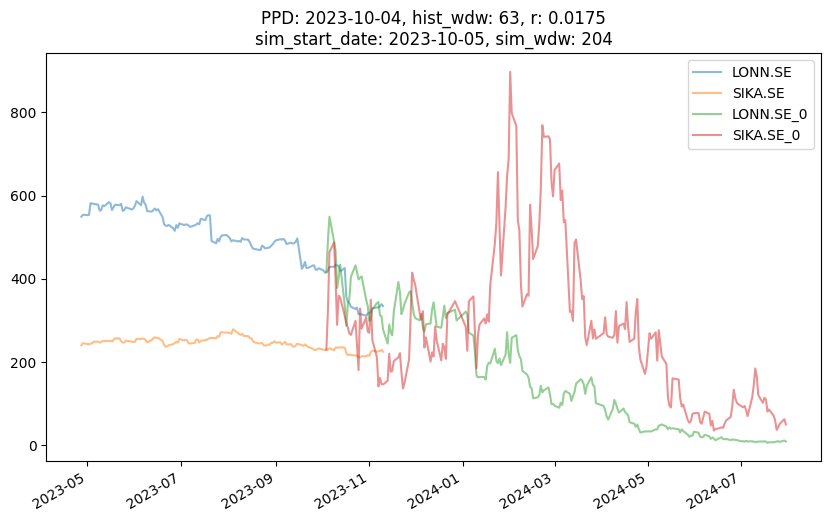 PPD: 2023-10-04, hist_wdw: 63, r: 0.0175
sim_start_date: 2023-10-05, sim_wdw: 204
LONN.SE
SIKA.SE
LONN.SE_0
SIKA.SE_0
800
600
400
200
0
2023-05
2023-07
2023-09
2023-11
2024-01
2024-03
2024-05
2024-07